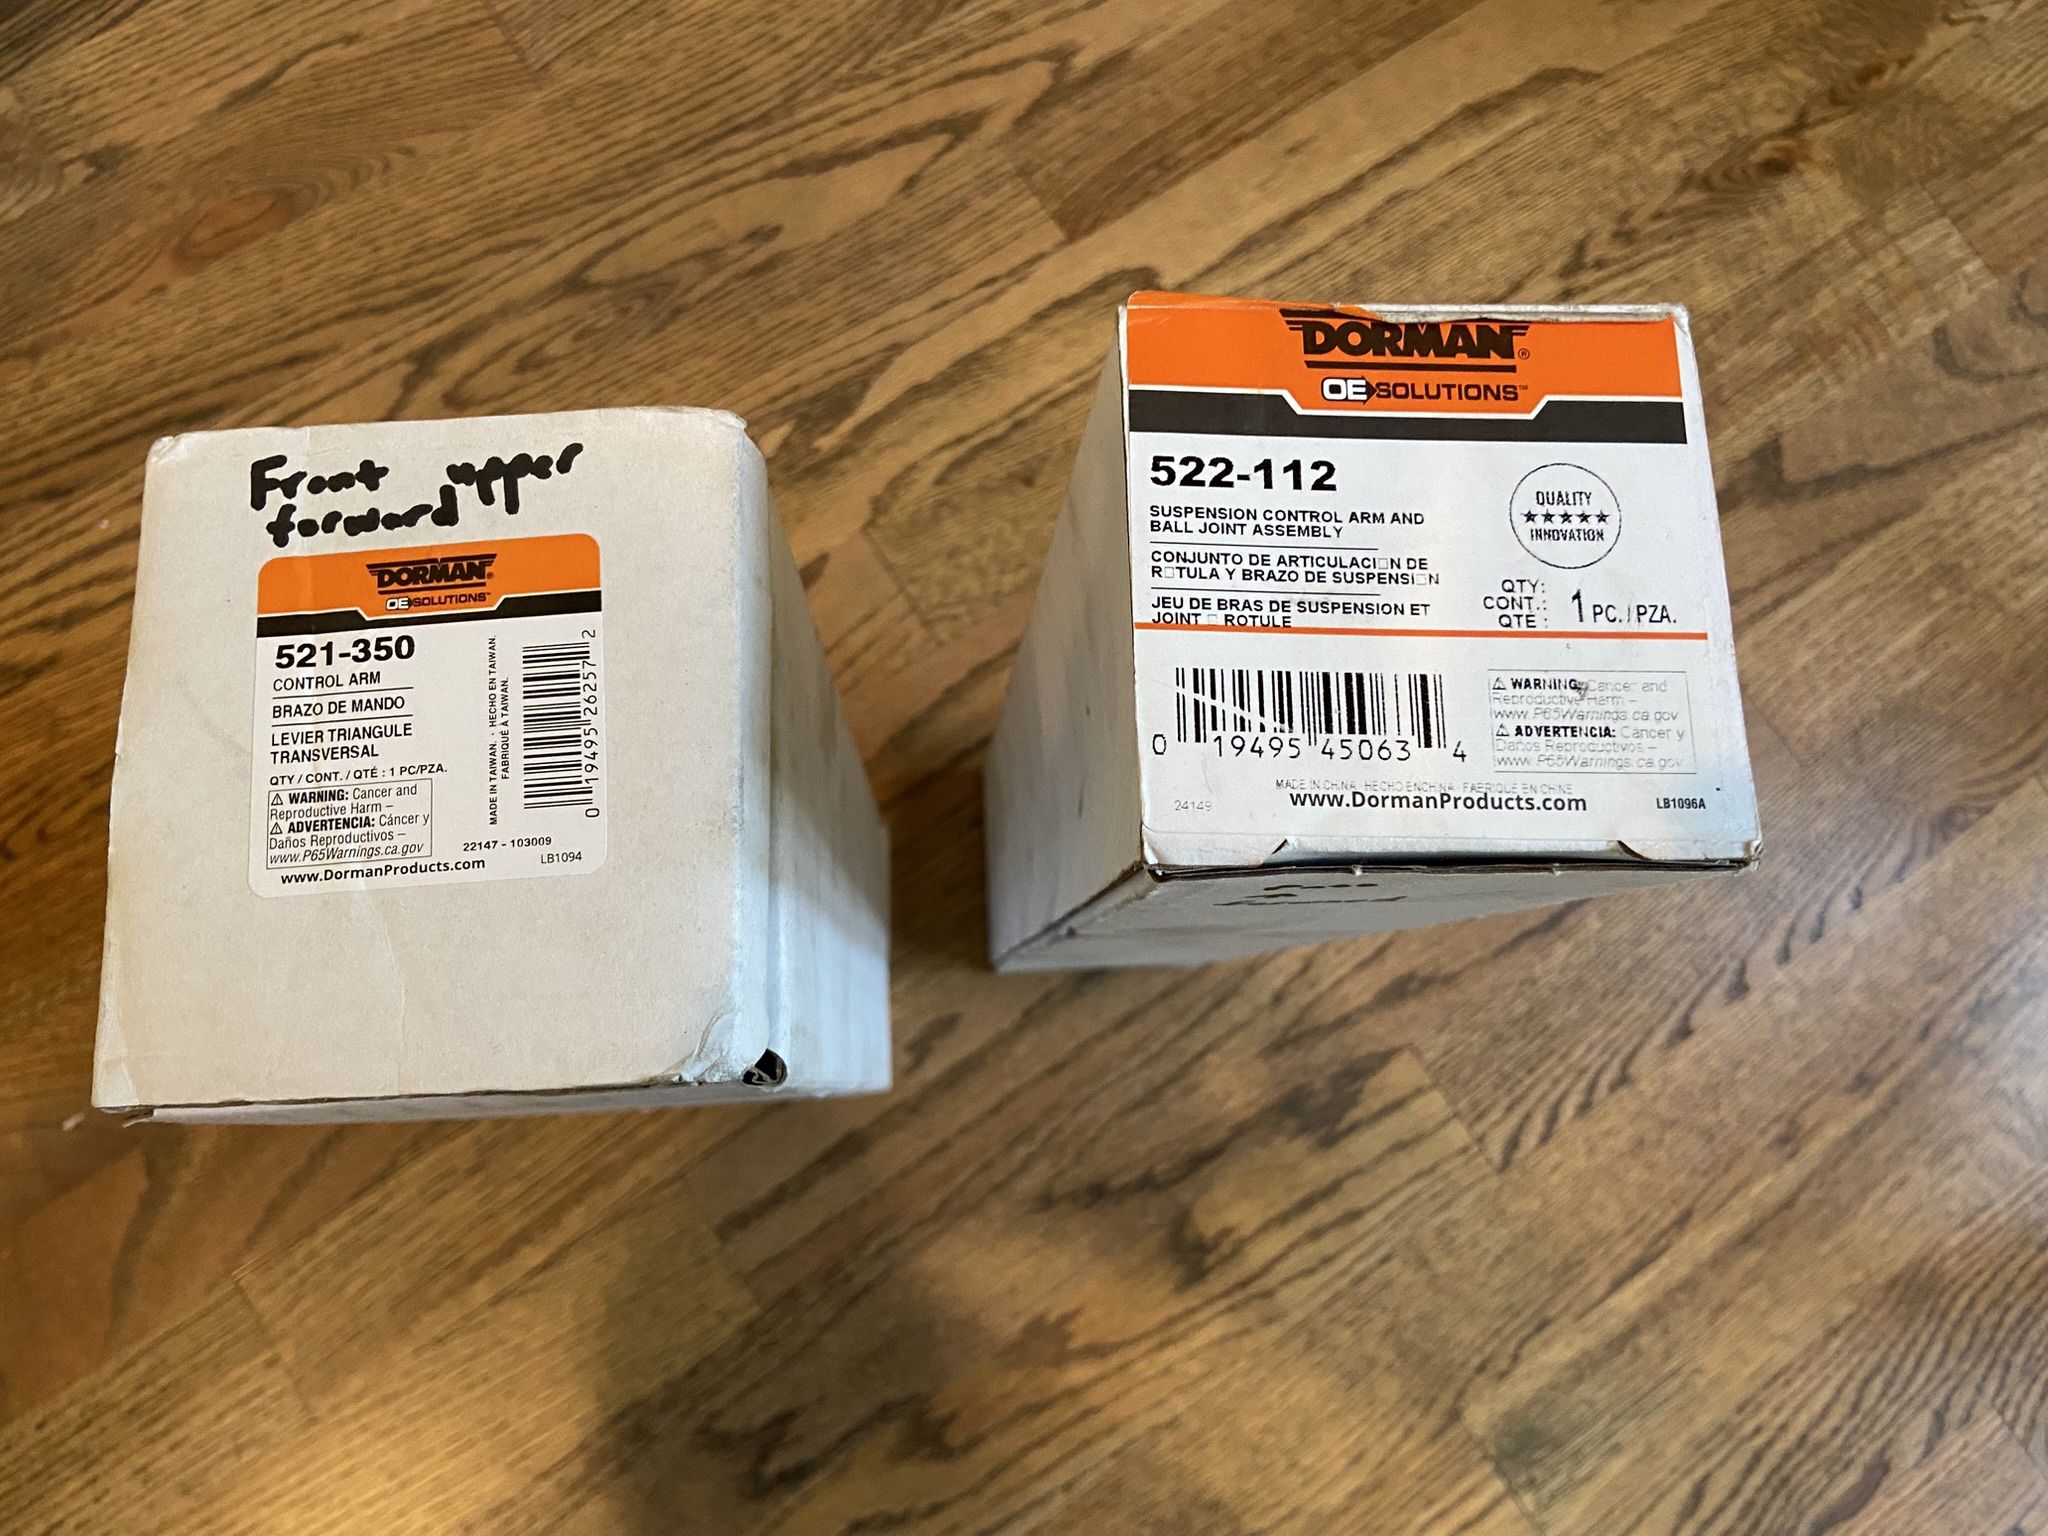 Front upper
forward
DORMAN®
OE SOLUTIONS™
521-350
CONTROL ARM
BRAZO DE MANDO
LEVIER TRIANGULE
TRANSVERSAL
QTY / CONT. / QTÉ : 1 PC/PZA.
⚠ WARNING: Cancer and
Reproductive Harm –
⚠ ADVERTENCIA: Cáncer y
Daños Reproductivos –
www.P65Warnings.ca.gov
www.DormanProducts.com
MADE IN TAIWAN. - HECHO EN TAIWAN.
FABRIQUÉ À TAIWAN.
0 19495 26257 2
22147 - 103009
LB1094
DORMAN®
OE SOLUTIONS™
522-112
SUSPENSION CONTROL ARM AND
BALL JOINT ASSEMBLY
CONJUNTO DE ARTICULACI□N DE
R□TULA Y BRAZO DE SUSPENSI□N
JEU DE BRAS DE SUSPENSION ET
JOINT □ ROTULE
QUALITY
★★★★★
INNOVATION
QTY:
CONT.: 1 PC./PZA.
QTE :
0 19495 45063 4
⚠ WARNING: Cancer and
Reproductive Harm –
www.P65Warnings.ca.gov
⚠ ADVERTENCIA: Cáncer y
Daños Reproductivos –
www.P65Warnings.ca.gov
MADE IN CHINA - HECHO EN CHINA - FABRIQUE EN CHINE
24149
www.DormanProducts.com
LB1096A